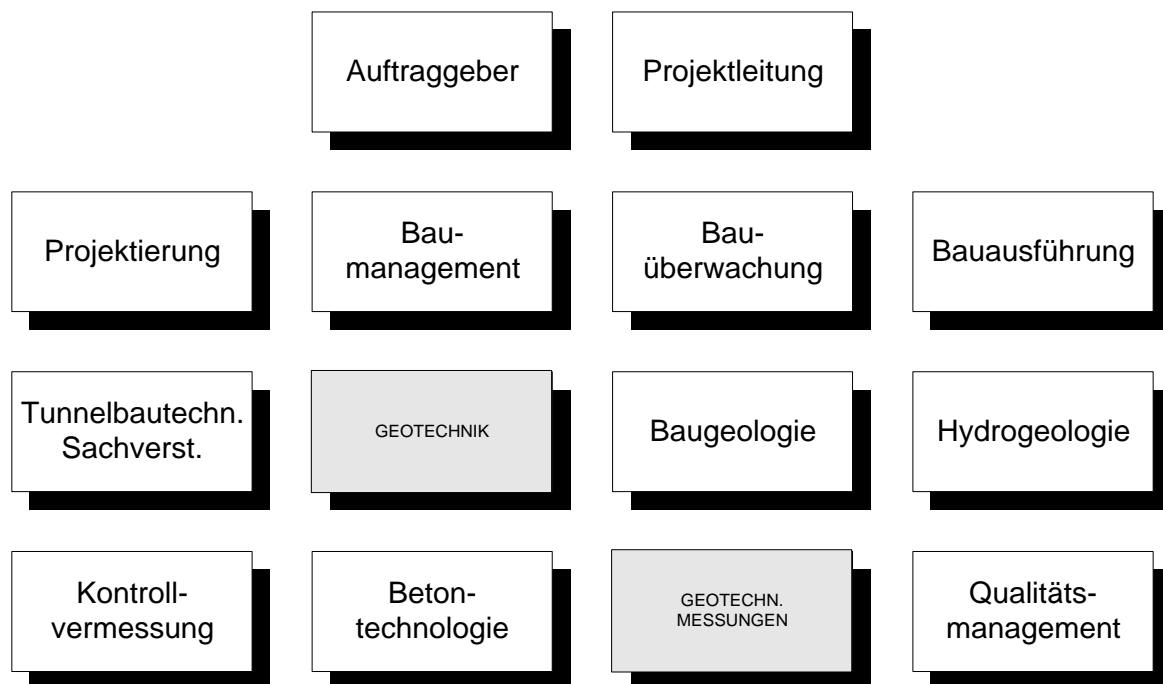 Auftraggeber
Projektleitung
Projektierung
Bau-
management
Bau-
überwachung
Bauausführung
Tunnelbautechn.
Sachverst.
GEOTECHNIK
Baugeologie
Hydrogeologie
Kontroll-
vermessung
Beton-
technologie
GEOTECHN.
MESSUNGEN
Qualitäts-
management